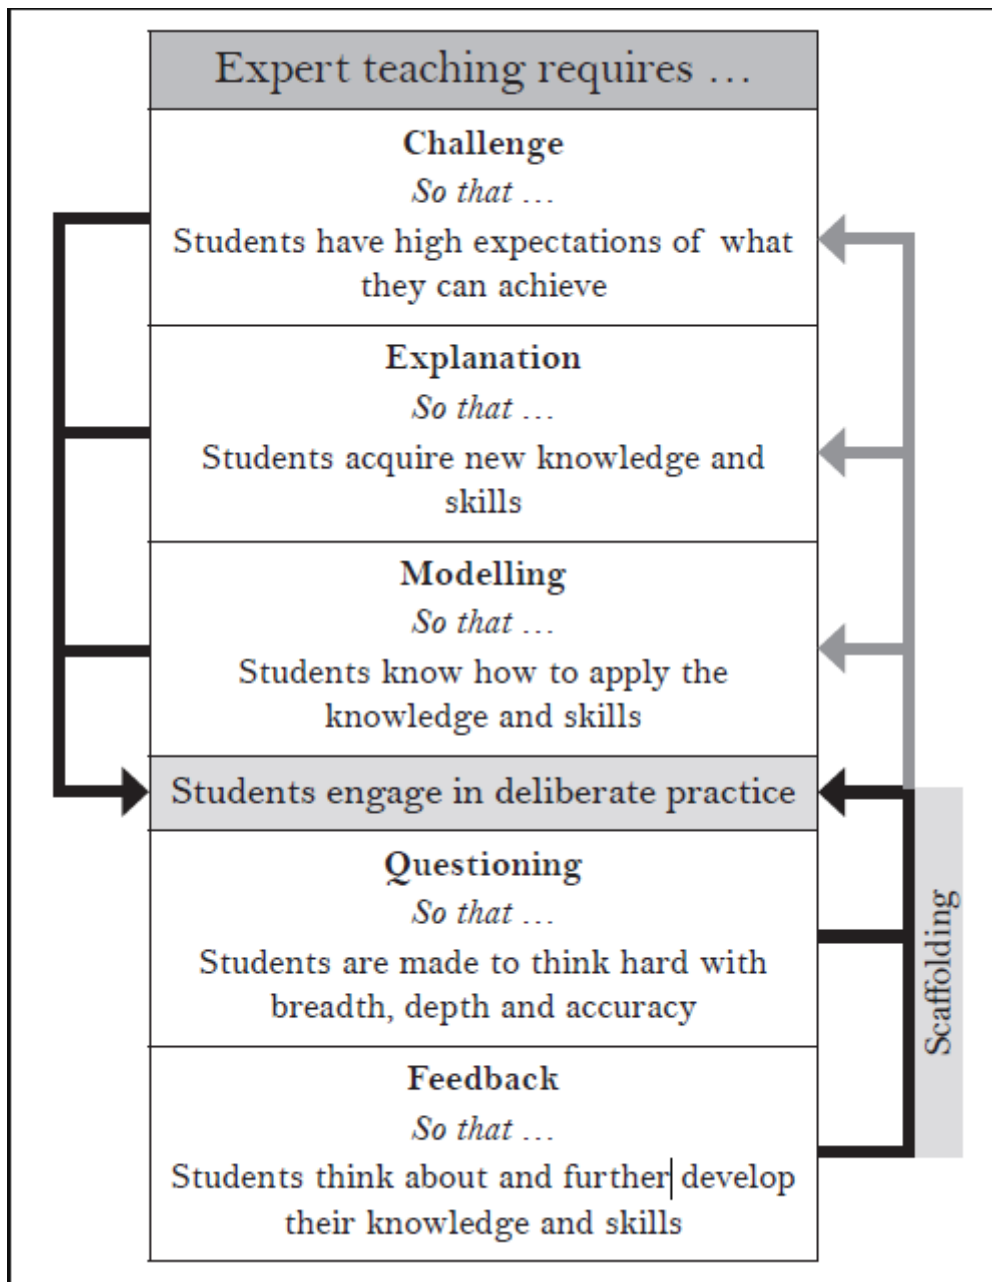 Expert teaching requires …
Challenge
So that …
Students have high expectations of what
they can achieve
Explanation
So that …
Students acquire new knowledge and
skills
Modelling
So that …
Students know how to apply the
knowledge and skills
Students engage in deliberate practice
Questioning
So that …
Students are made to think hard with
breadth, depth and accuracy
Feedback
So that …
Students think about and further develop
their knowledge and skills
Scaffolding